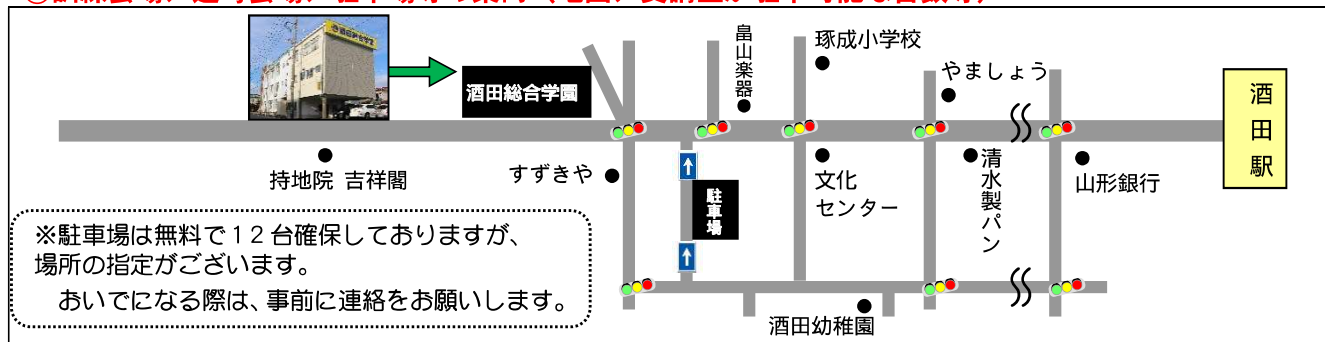 畠山楽器
琢成小学校
やましょう
酒田総合学園
酒田駅
持地院 吉祥閣
すずきや
駐車場
文化
センター
清水製パン
山形銀行
※駐車場は無料で12台確保しておりますが、
場所の指定がございます。
おいでになる際は、事前に連絡をお願いします。
酒田幼稚園